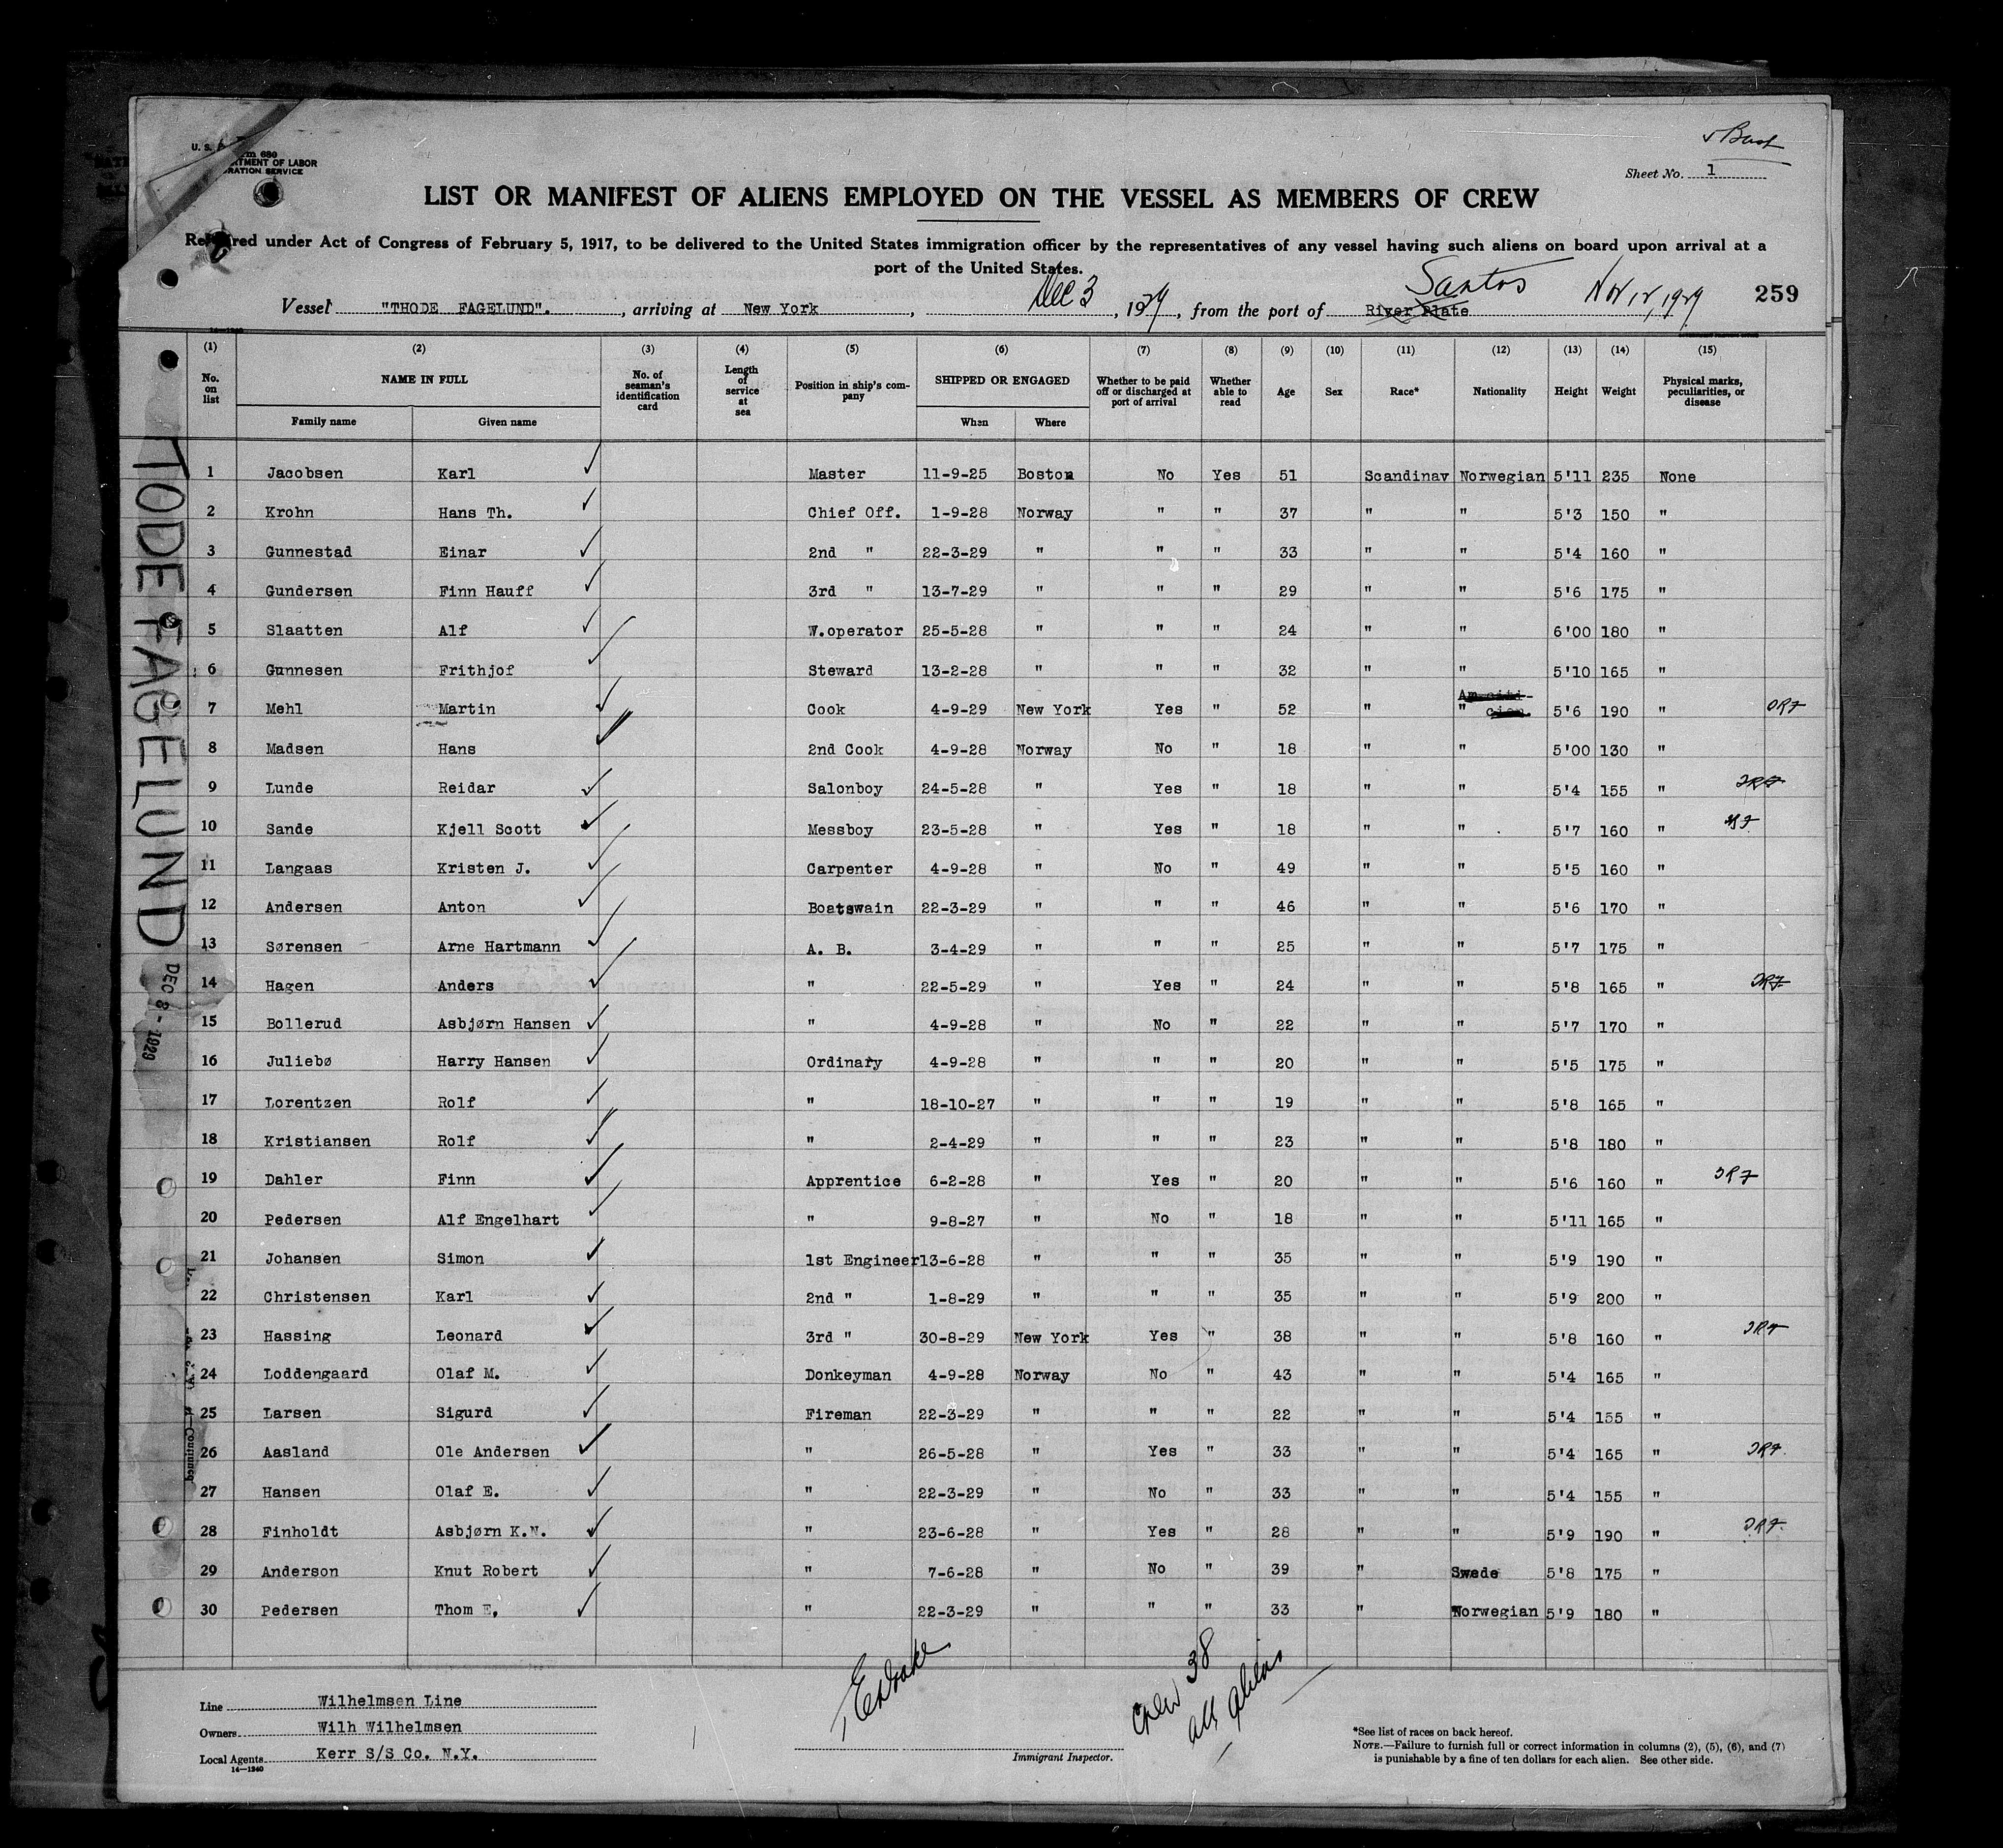 Sheet No. 1
U. S.
rm 680
RTMENT OF LABOR
RATION SERVICE
LIST OR MANIFEST OF ALIENS EMPLOYED ON THE VESSEL AS MEMBERS OF CREW
Required under Act of Congress of February 5, 1917, to be delivered to the United States immigration officer by the representatives of any vessel having such aliens on board upon arrival at a
port of the United States.
Vessel "THODE FAGELUND". , arriving at New York , Dec 3 , 1929 , from the port of River Plate Santos Nov 12, 1929 259
14—1240
(1) (2) (3) (4) (5) (6) (7) (8) (9) (10) (11) (12) (13) (14) (15)
No. on list NAME IN FULL Family name Given name No. of seaman's identification card Length of service at sea Position in ship's company SHIPPED OR ENGAGED When Where Whether to be paid off or discharged at port of arrival Whether able to read Age Sex Race* Nationality Height Weight Physical marks, peculiarities, or disease
1 Jacobsen Karl ✓ Master 11-9-25 Boston No Yes 51 Scandinav Norwegian 5'11 235 None
2 Krohn Hans Th. ✓ Chief Off. 1-9-28 Norway " " 37 " " 5'3 150 "
3 Gunnestad Einar ✓ 2nd " 22-3-29 " " " 33 " " 5'4 160 "
4 Gundersen Finn Hauff ✓ 3rd " 13-7-29 " " " 29 " " 5'6 175 "
5 Slaatten Alf ✓ W.operator 25-5-28 " " " 24 " " 6'00 180 "
6 Gunnesen Frithjof ✓ Steward 13-2-28 " " " 32 " " 5'10 165 "
7 Mehl Martin ✓ Cook 4-9-29 New York Yes " 52 " " 5'6 190 " DRF
8 Madsen Hans ✓ 2nd Cook 4-9-28 Norway No " 18 " " 5'00 130 "
9 Lunde Reidar ✓ Salonboy 24-5-28 " Yes " 18 " " 5'4 155 "
10 Sande Kjell Scott ✓ Messboy 23-5-28 " Yes " 18 " " 5'7 160 "
11 Langaas Kristen J. ✓ Carpenter 4-9-28 " No " 49 " " 5'5 160 "
12 Andersen Anton ✓ Boatswain 22-3-29 " " " 46 " " 5'6 170 "
13 Sørensen Arne Hartmann ✓ A. B. 3-4-29 " " " 25 " " 5'7 175 "
14 Hagen Anders ✓ " 22-5-29 " Yes " 24 " " 5'8 165 "
15 Bollerud Asbjørn Hansen ✓ " 4-9-28 " No " 22 " " 5'7 170 "
16 Juliebø Harry Hansen ✓ Ordinary 4-9-28 " " " 20 " " 5'5 175 "
17 Lorentzen Rolf ✓ " 18-10-27 " " " 19 " " 5'8 165 "
18 Kristiansen Rolf ✓ " 2-4-29 " " " 23 " " 5'8 180 "
19 Dahler Finn ✓ Apprentice 6-2-28 " Yes " 20 " " 5'6 160 "
20 Pedersen Alf Engelhart ✓ " 9-8-27 " No " 18 " " 5'11 165 "
21 Johansen Simon ✓ 1st Engineer 13-6-28 " " " 35 " " 5'9 190 "
22 Christensen Karl ✓ 2nd " 1-8-29 " " " 35 " " 5'9 200 "
23 Hassing Leonard ✓ 3rd " 30-8-29 New York Yes " 38 " " 5'8 160 "
24 Loddengaard Olaf M. ✓ Donkeyman 4-9-28 Norway No " 43 " " 5'4 165 "
25 Larsen Sigurd ✓ Fireman 22-3-29 " " " 22 " " 5'4 155 "
26 Aasland Ole Andersen ✓ " 26-5-28 " Yes " 33 " " 5'4 165 "
27 Hansen Olaf E. ✓ " 22-3-29 " No " 33 " " 5'4 155 "
28 Finholdt Asbjørn K.N. ✓ " 23-6-28 " Yes " 28 " " 5'9 190 "
29 Anderson Knut Robert ✓ " 7-6-28 " No " 39 " Swede 5'8 175 "
30 Pedersen Thom E, ✓ " 22-3-29 " " " 33 " Norwegian 5'9 180 "
TODE FAGELUND
DEC 3 - 1929
Line Wilhelmsen Line
Owners Wilh Wilhelmsen
Local Agents Kerr S/S Co. N.Y.
14—1240
Immigrant Inspector.
Crew 38
all aliens
*See list of races on back hereof.
NOTE.—Failure to furnish full or correct information in columns (2), (5), (6), and (7)
is punishable by a fine of ten dollars for each alien. See other side.